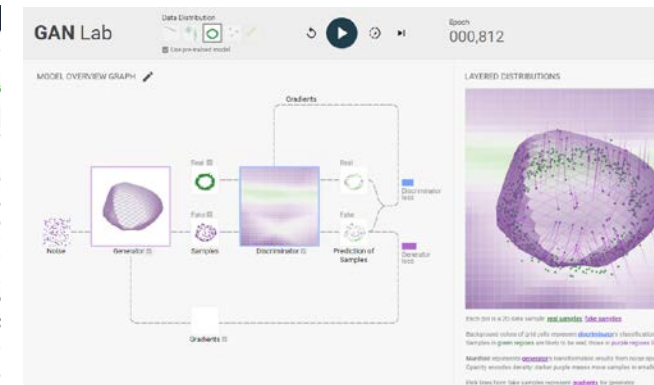 GAN Lab
Data Distribution
Use pre-trained model
Epoch
000,812
MODEL OVERVIEW GRAPH
LAYERED DISTRIBUTIONS
Gradients
Real
Real
Fake
Fake
Noise
Generator
Samples
Discriminator
Prediction of
Samples
Discriminator
loss
Generator
loss
Gradients
Each dot is a 2D data sample: real samples; fake samples.
Background colors of grid cells represent discriminator's classification
Samples in green regions are likely to be real; those in purple regions
Manifold represents generator's transformation results from noise
Opacity encodes density: darker purple means more samples in
Pink lines from fake samples represent gradients for generator.